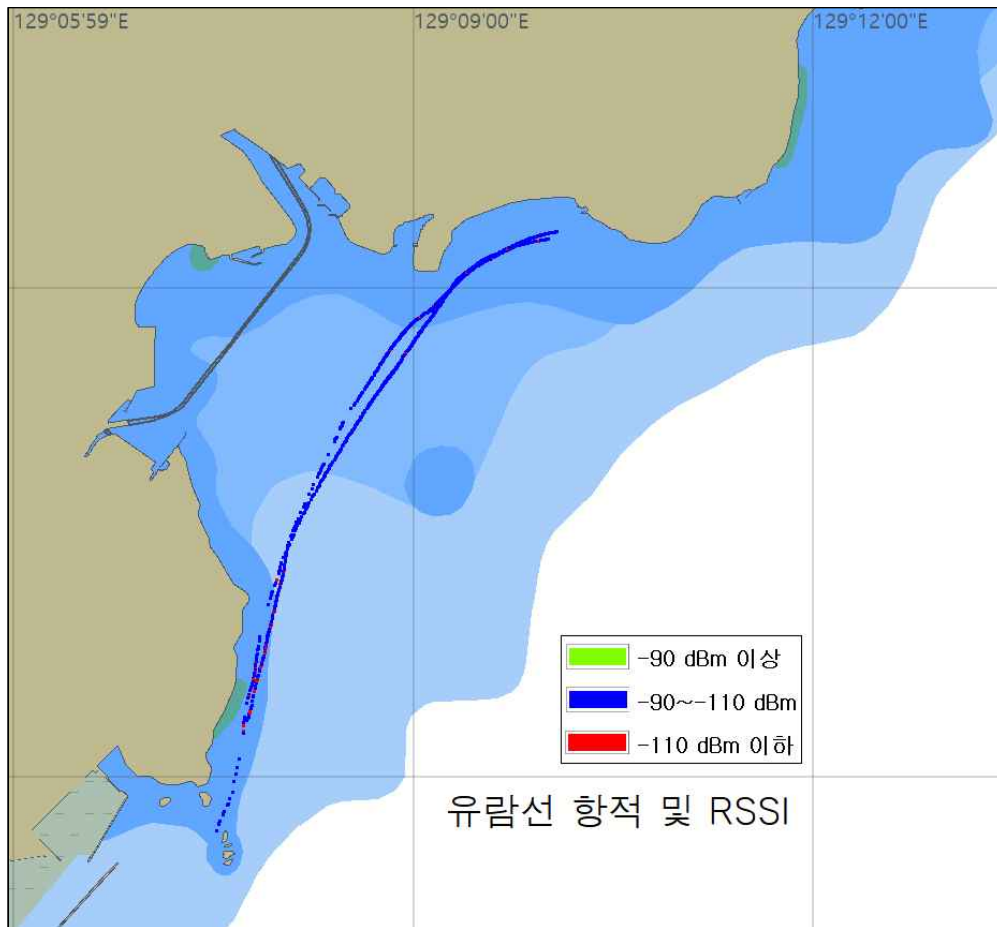 129°05'59"E
129°09'00"E
129°12'00"E
-90 dBm 이상
-90~-110 dBm
-110 dBm 이하
유람선 항적 및 RSSI